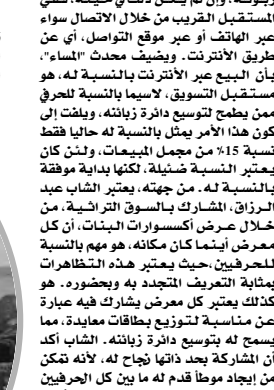 زبونه، وإن لم يكن ذلك في حينه، ففي
المستقبل القريب من خلال الاتصال سواء
عبر الهاتف أو عبر موقع التواصل، أي عن
طريق الأنترنت. ويضيف محدث "المساء"،
بأن البيع عبر الأنترنت بالنسبة له، هو
مستقبل التسويق، لاسيما بالنسبة للحرفي
ممن يطمح لتوسيع دائرة زبائنه، ويلفت إلى
كون هذا الأمر يمثل بالنسبة له حاليا فقط
نسبة 15٪ من مجمل المبيعات، ولئن كان
يعتبر النسبة ضئيلة، لكنها بداية موفقة
بالنسبة له. من جهته، يعتبر الشاب عبد
الرزاق، المشارك بالسوق التراثية، من
خلال عرض أكسسوارات البنات، أن كل
معرض أينما كان مكانه، هو مهم بالنسبة
للحرفيين، حيث يعتبر هذه التظاهرات
بمثابة التعريف المتجدد به وبحضوره. هو
كذلك يعتبر كل معرض يشارك فيه عبارة
عن مناسبة لتوزيع بطاقات معايدة، مما
يسمح له بتوسيع دائرة زبائنه. الشاب أكد
أن المشاركة بحد ذاتها نجاح له، لأنه تمكن
من إيجاد موطأ قدم له ما بين كل الحرفيين